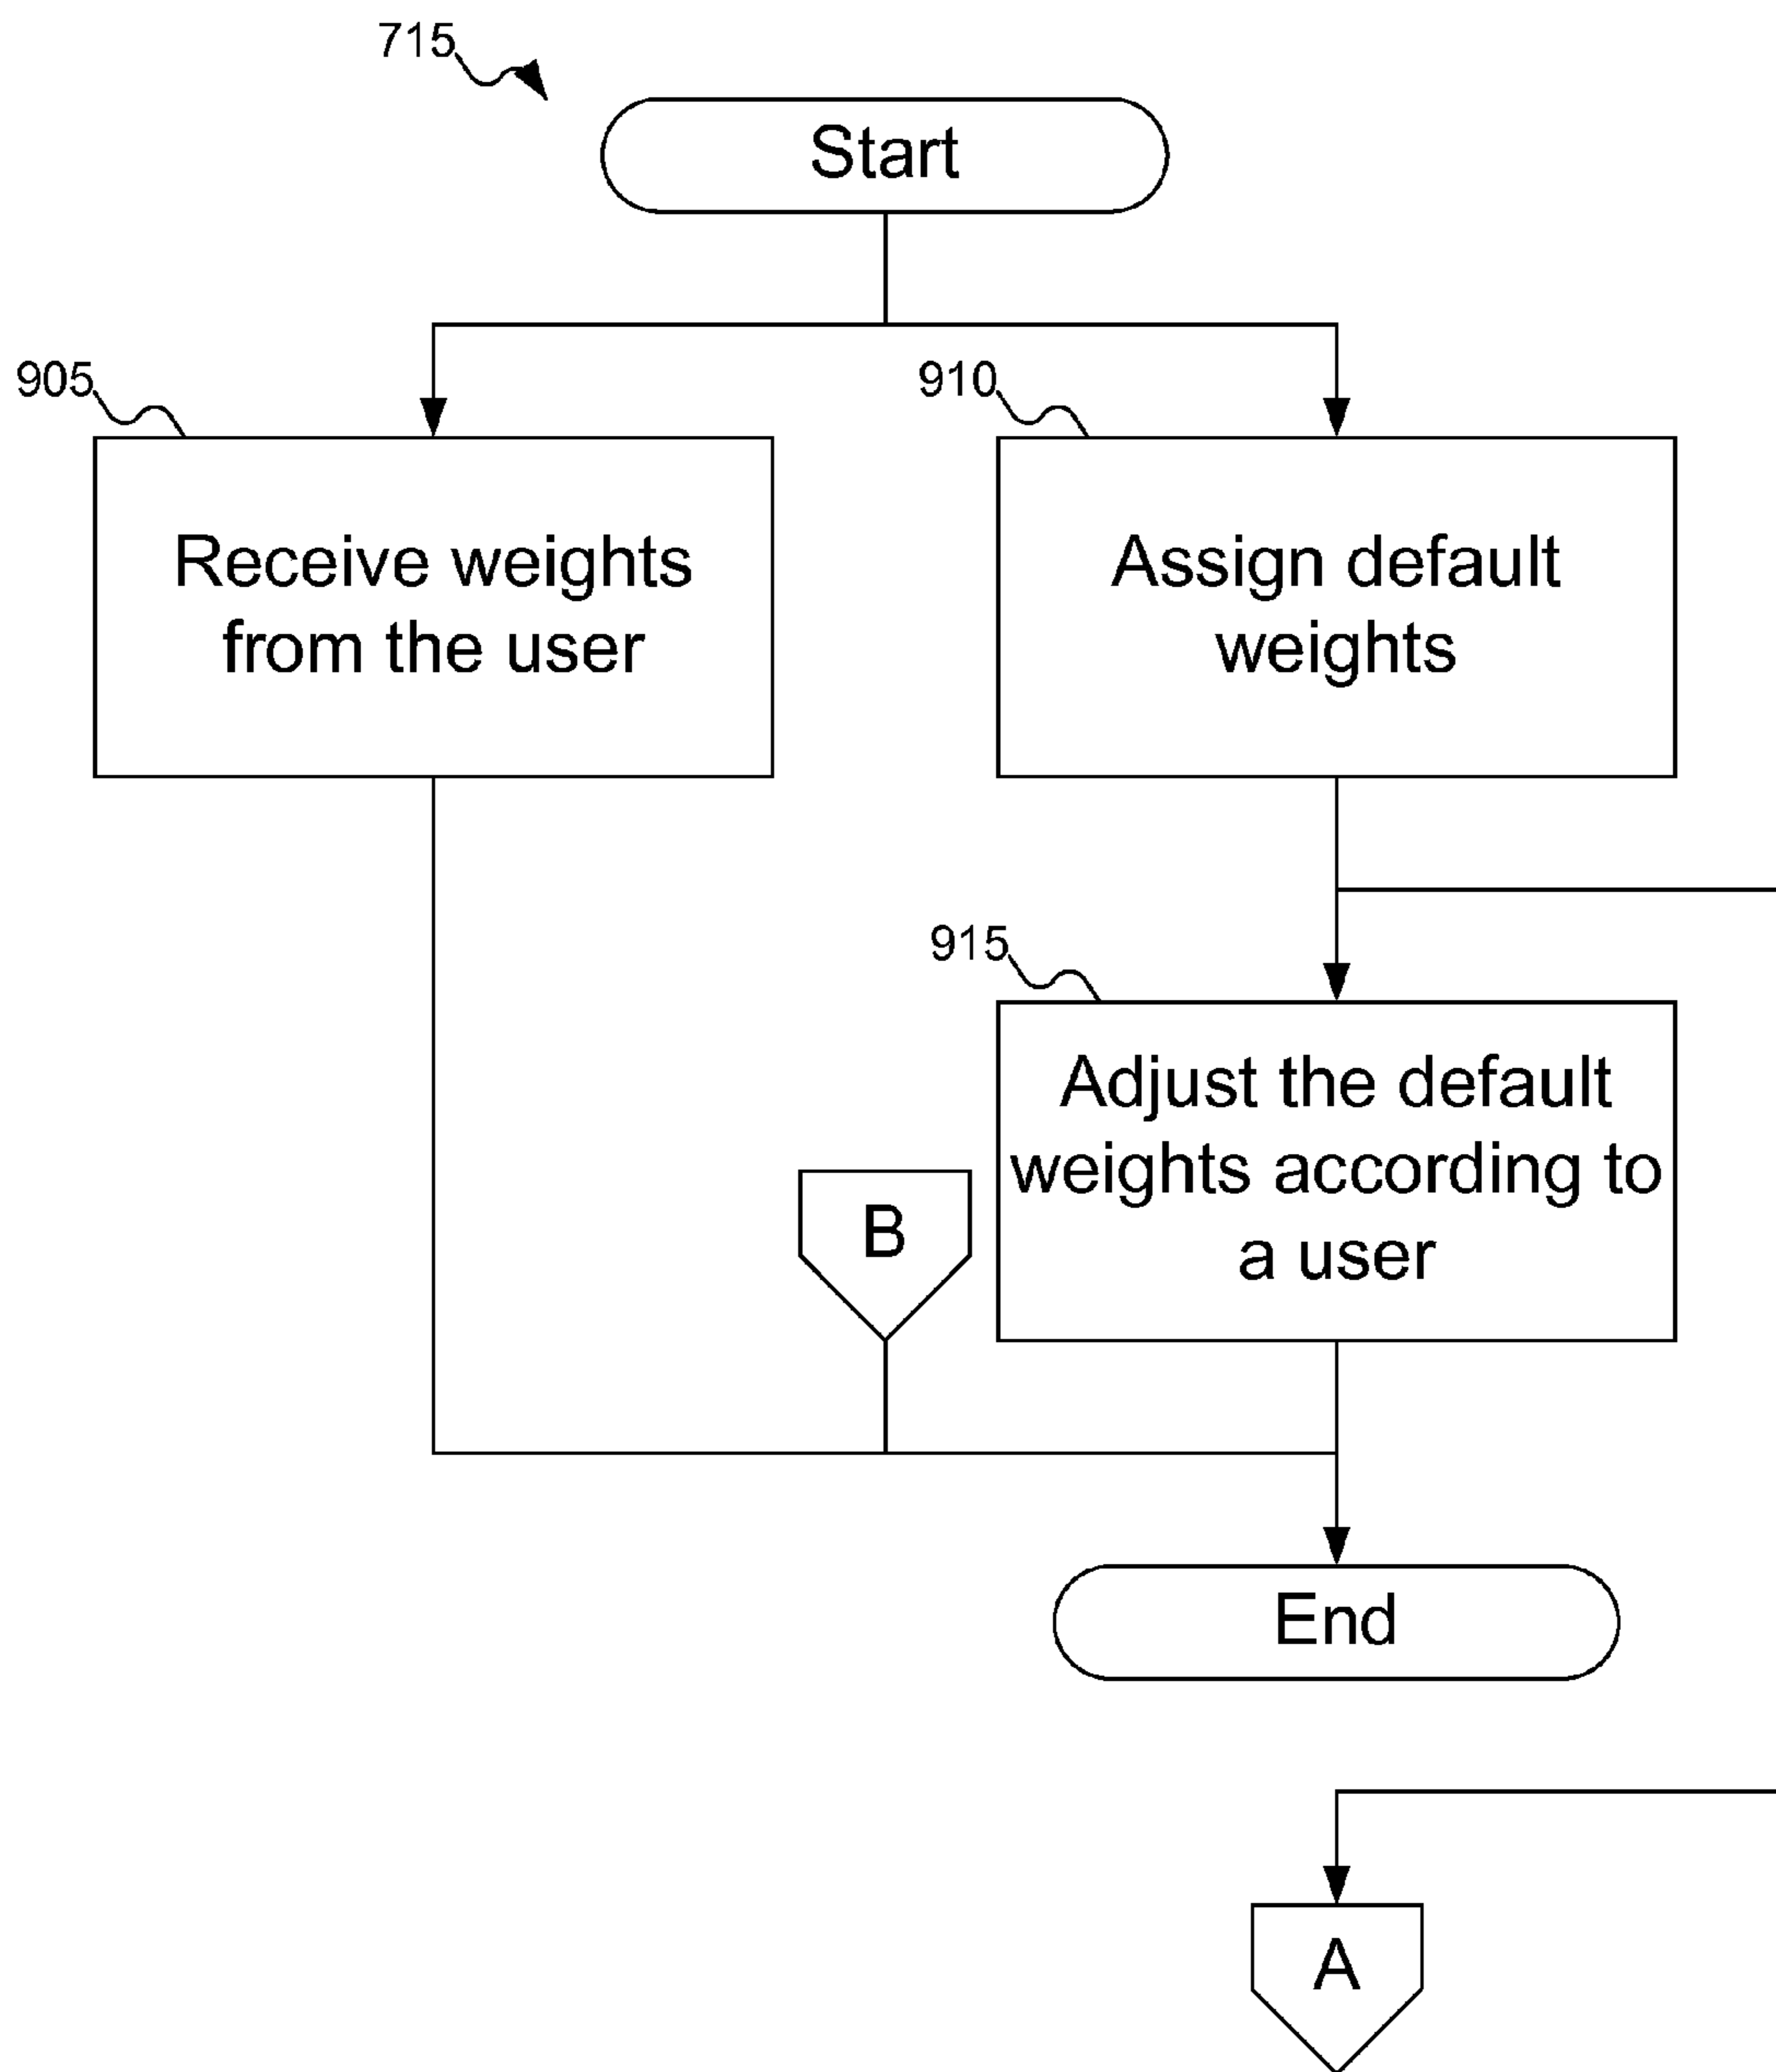 715
Start
905
910
Receive weights
from the user
Assign default
weights
915
Adjust the default
weights according to
a user
B
End
A